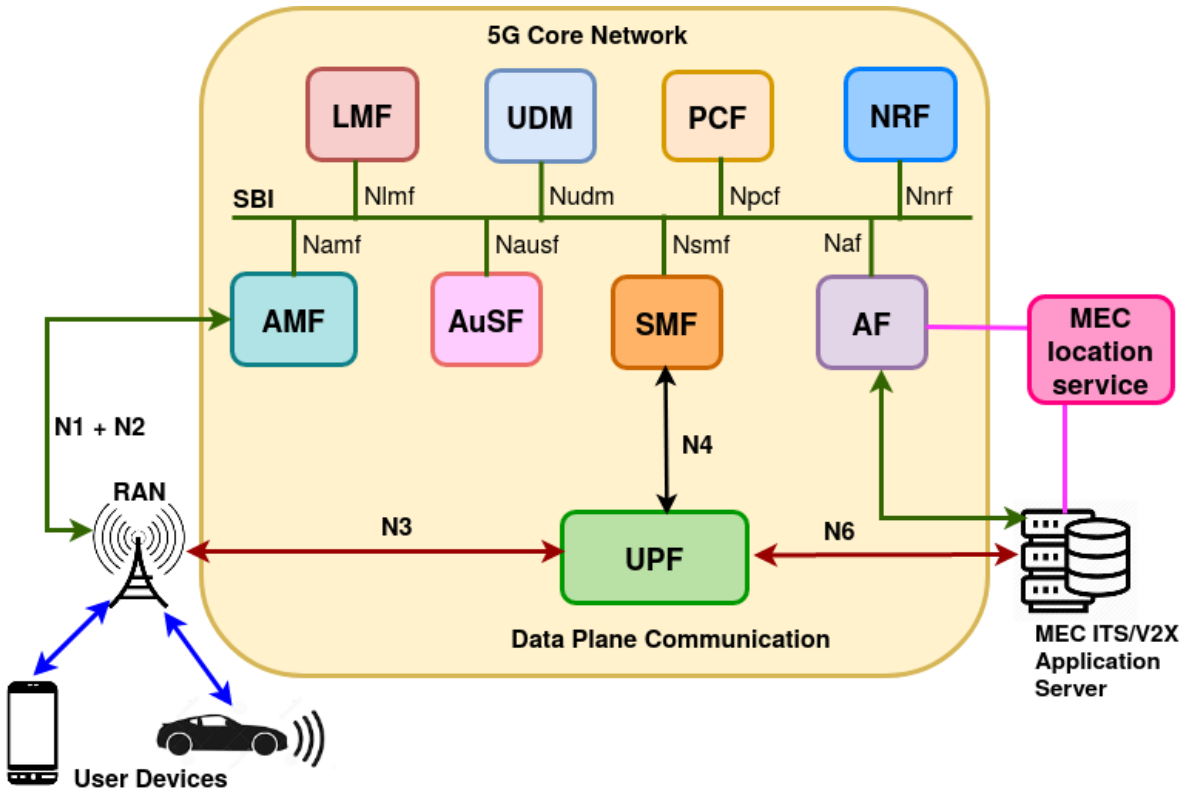 5G Core Network
LMF
UDM
PCF
NRF
SBI
Nlmf
Nudm
Npcf
Nnrf
Namf
Nausf
Nsmf
Naf
AMF
AuSF
SMF
AF
MEC
location
service
N1 + N2
N4
RAN
N3
UPF
N6
Data Plane Communication
MEC ITS/V2X
Application
Server
User Devices